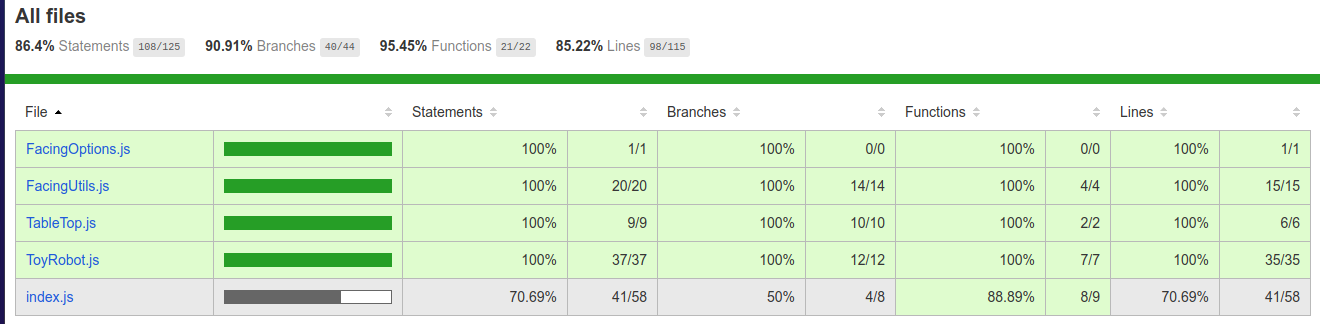 All files
86.4% Statements 108/125 90.91% Branches 40/44 95.45% Functions 21/22 85.22% Lines 98/115
File Statements Branches Functions Lines
FacingOptions.js 100% 1/1 100% 0/0 100% 0/0 100% 1/1
FacingUtils.js 100% 20/20 100% 14/14 100% 4/4 100% 15/15
TableTop.js 100% 9/9 100% 10/10 100% 2/2 100% 6/6
ToyRobot.js 100% 37/37 100% 12/12 100% 7/7 100% 35/35
index.js 70.69% 41/58 50% 4/8 88.89% 8/9 70.69% 41/58